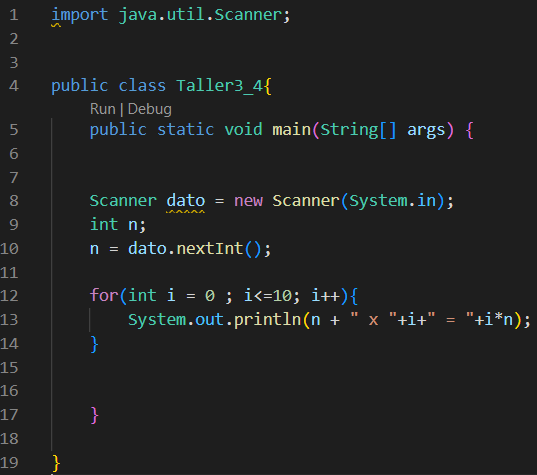 1 import java.util.Scanner;
2
3
4 public class Taller3_4{
Run | Debug
5 public static void main(String[] args) {
6
7
8 Scanner dato = new Scanner(System.in);
9 int n;
10 n = dato.nextInt();
11
12 for(int i = 0 ; i<=10; i++){
13 System.out.println(n + " x "+i+" = "+i*n);
14 }
15
16
17 }
18
19 }